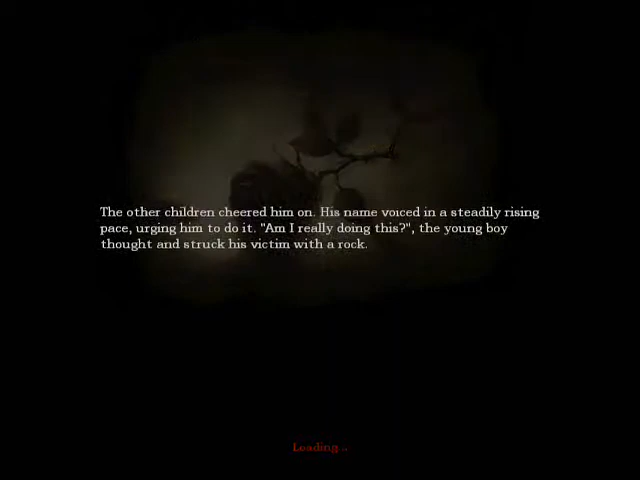 The other children cheered him on. His name voiced in a steadily rising
pace, urging him to do it. "Am I really doing this?", the young boy
thought and struck his victim with a rock.
Loading...